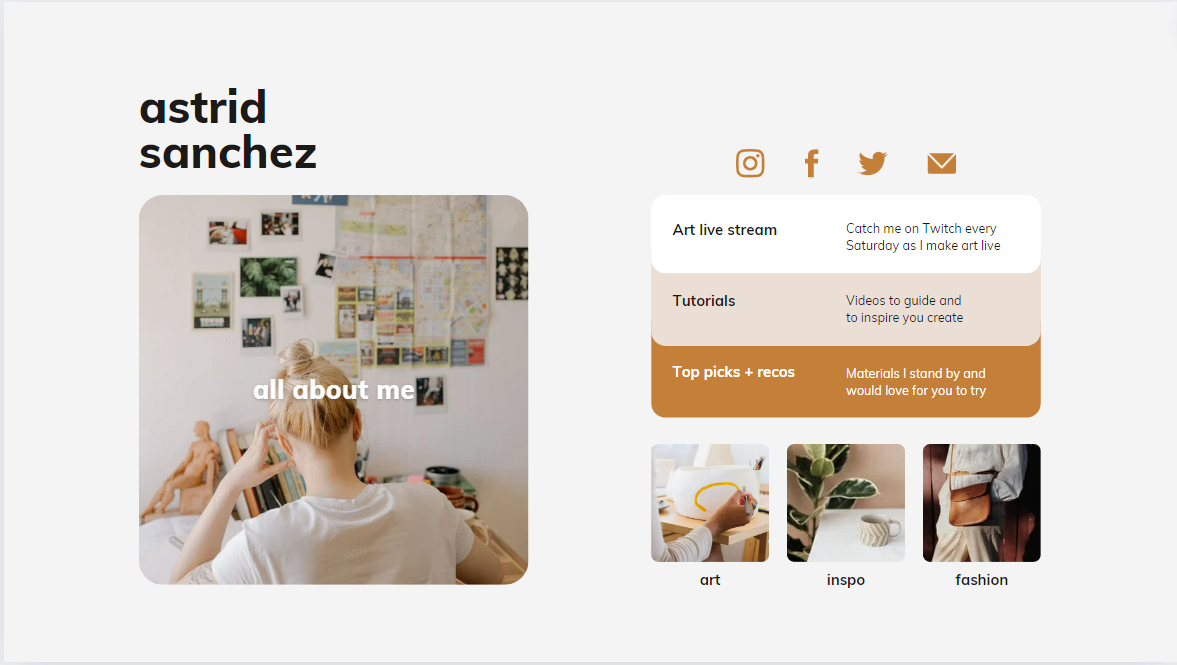 astrid
sanchez
all about me
Art live stream
Catch me on Twitch every
Saturday as I make art live
Tutorials
Videos to guide and
to inspire you create
Top picks + recos
Materials I stand by and
would love for you to try
art
inspo
fashion